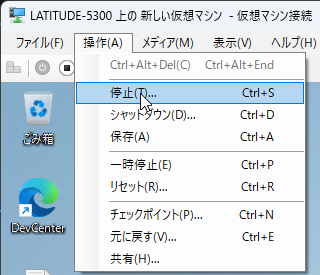 LATITUDE-5300 上の 新しい仮想マシン - 仮想マシン接続
ファイル(F) 操作(A) メディア(M) 表示(V) ヘルプ(H)
Ctrl+Alt+Del(C) Ctrl+Alt+End
停止(T)... Ctrl+S
シャットダウン(D)... Ctrl+D
保存(A) Ctrl+A
一時停止(E) Ctrl+P
リセット(R)... Ctrl+R
チェックポイント(P)... Ctrl+N
元に戻す(V)... Ctrl+E
共有(H)...
ごみ箱
DevCenter